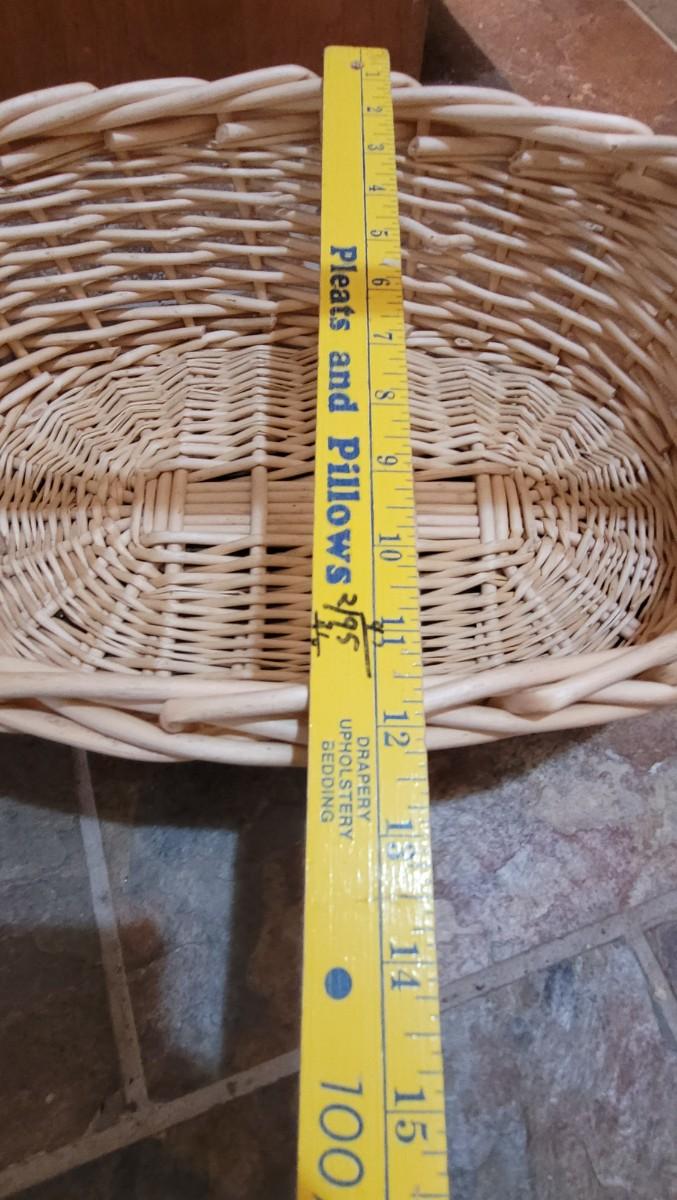 1 2 3 4 5 6 7 8 9 10 11 12 13 14 15
Pleats and Pillows
DRAPERY
UPHOLSTERY
BEDDING
100